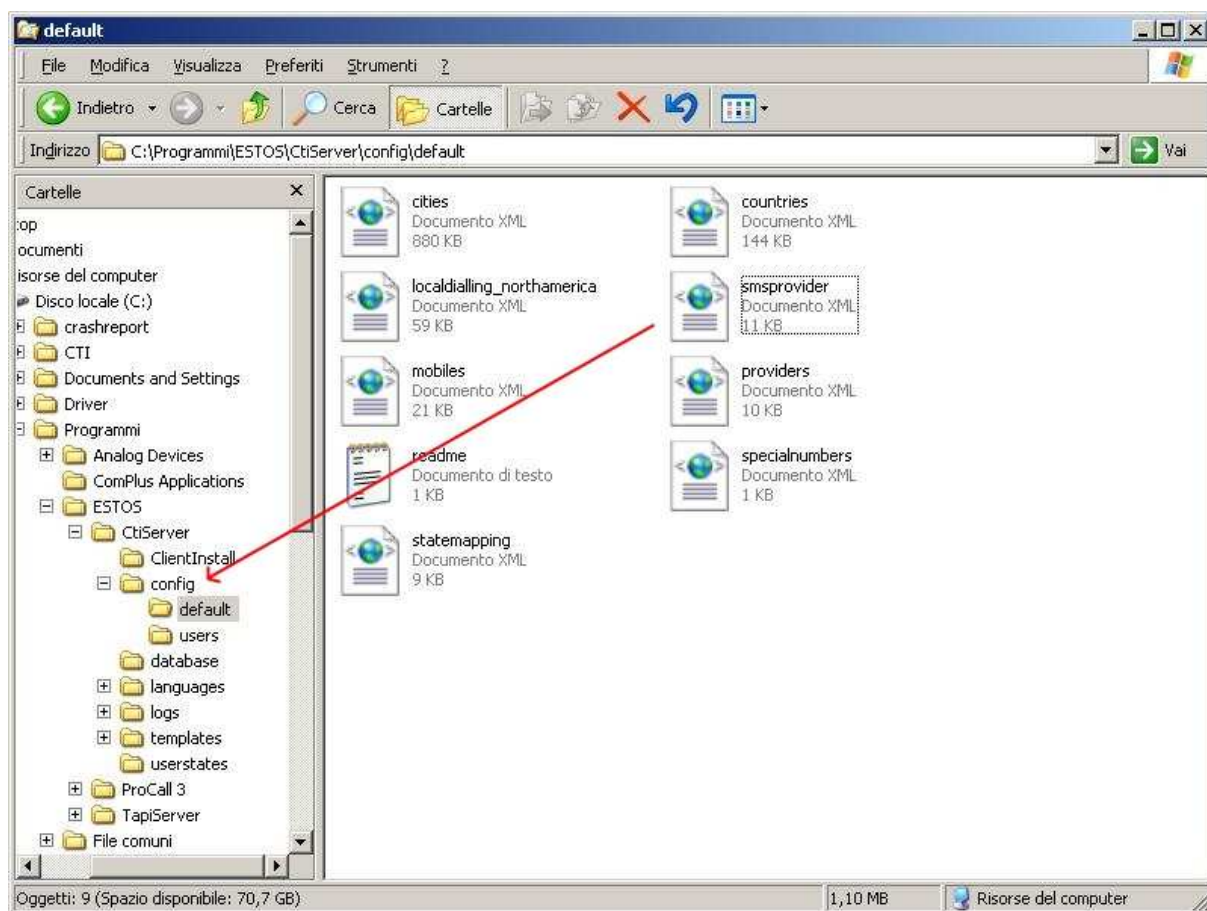 default
File Modifica Visualizza Preferiti Strumenti ?
Indietro Cerca Cartelle
Indirizzo C:\Programmi\ESTOS\CtiServer\config\default Vai
Cartelle
top
ocumenti
isorse del computer
Disco locale (C:)
crashreport
CTI
Documents and Settings
Driver
Programmi
Analog Devices
ComPlus Applications
ESTOS
CtiServer
ClientInstall
config
default
users
database
languages
logs
templates
userstates
ProCall 3
TapiServer
File comuni
cities
Documento XML
880 KB
countries
Documento XML
144 KB
localdialling_northamerica
Documento XML
59 KB
smsprovider
Documento XML
11 KB
mobiles
Documento XML
21 KB
providers
Documento XML
10 KB
readme
Documento di testo
1 KB
specialnumbers
Documento XML
1 KB
statemapping
Documento XML
9 KB
Oggetti: 9 (Spazio disponibile: 70,7 GB) 1,10 MB Risorse del computer